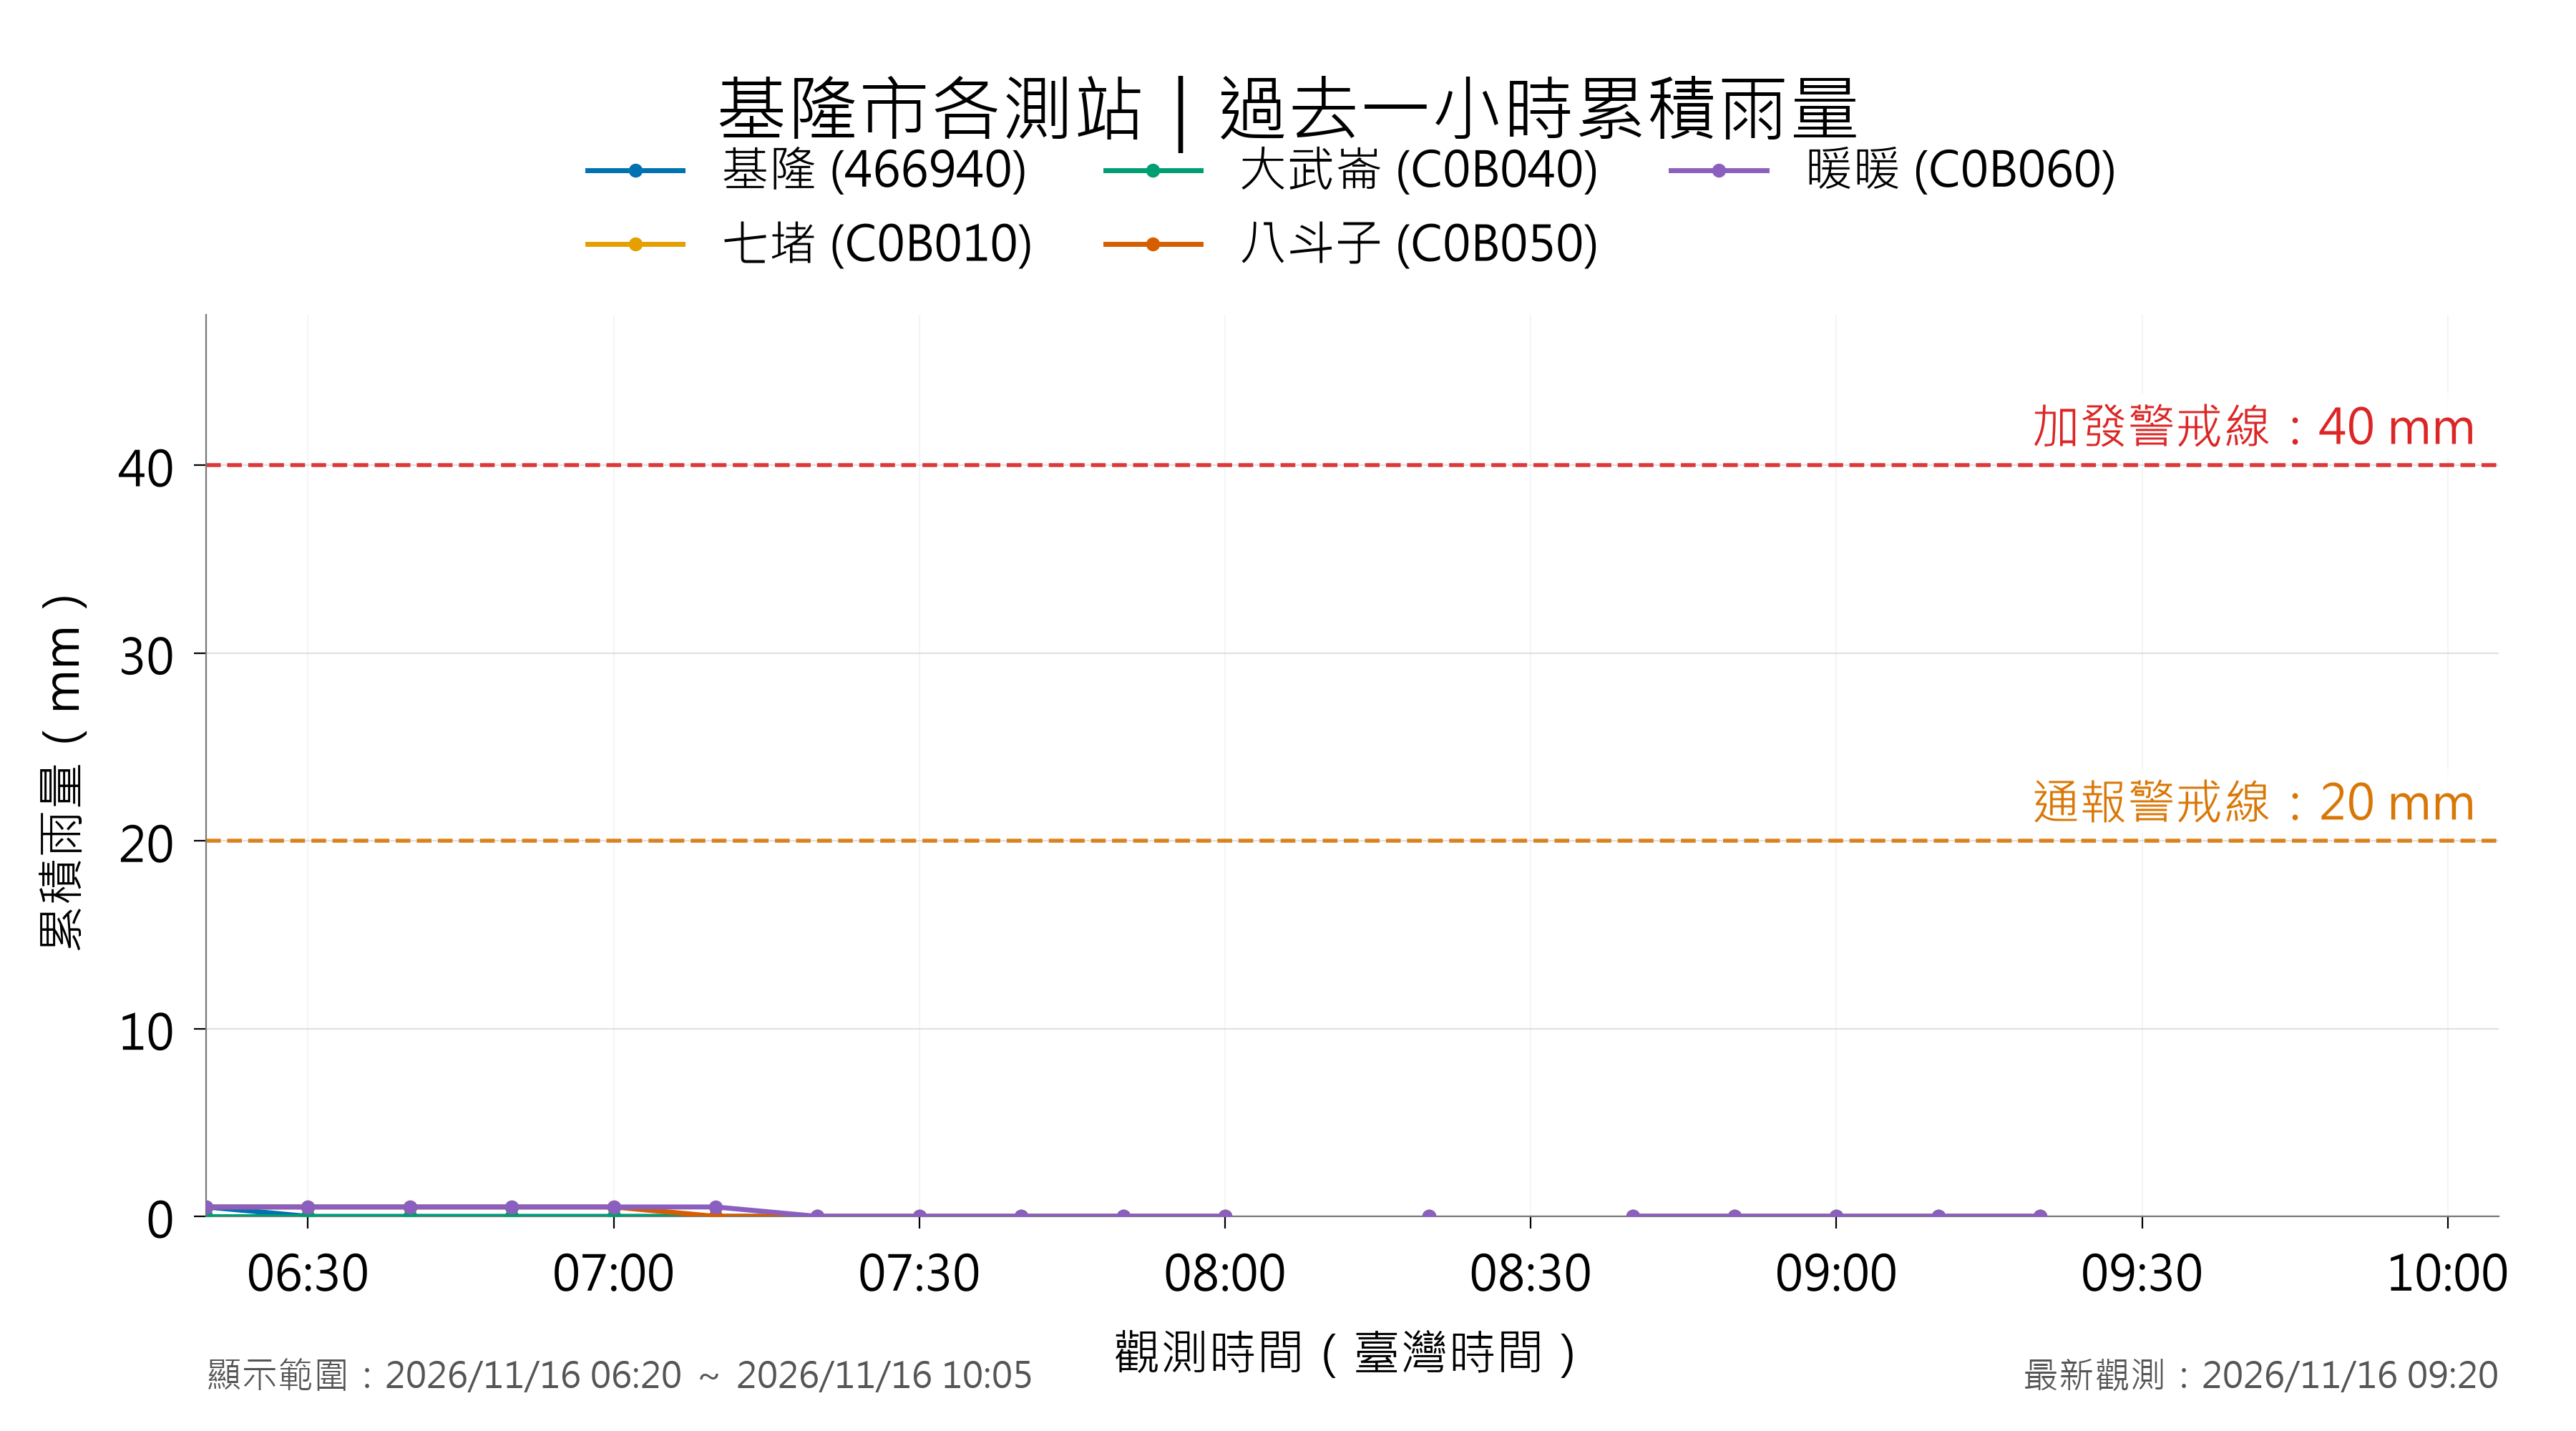 基隆市各測站｜過去一小時累積雨量
基隆 (466940)
七堵 (C0B010)
大武崙 (C0B040)
八斗子 (C0B050)
暖暖 (C0B060)
加發警戒線：40 mm
通報警戒線：20 mm
累積雨量（mm）
40
30
20
10
0
06:30
07:00
07:30
08:00
08:30
09:00
09:30
10:00
觀測時間（臺灣時間）
顯示範圍：2026/11/16 06:20 ~ 2026/11/16 10:05
最新觀測：2026/11/16 09:20